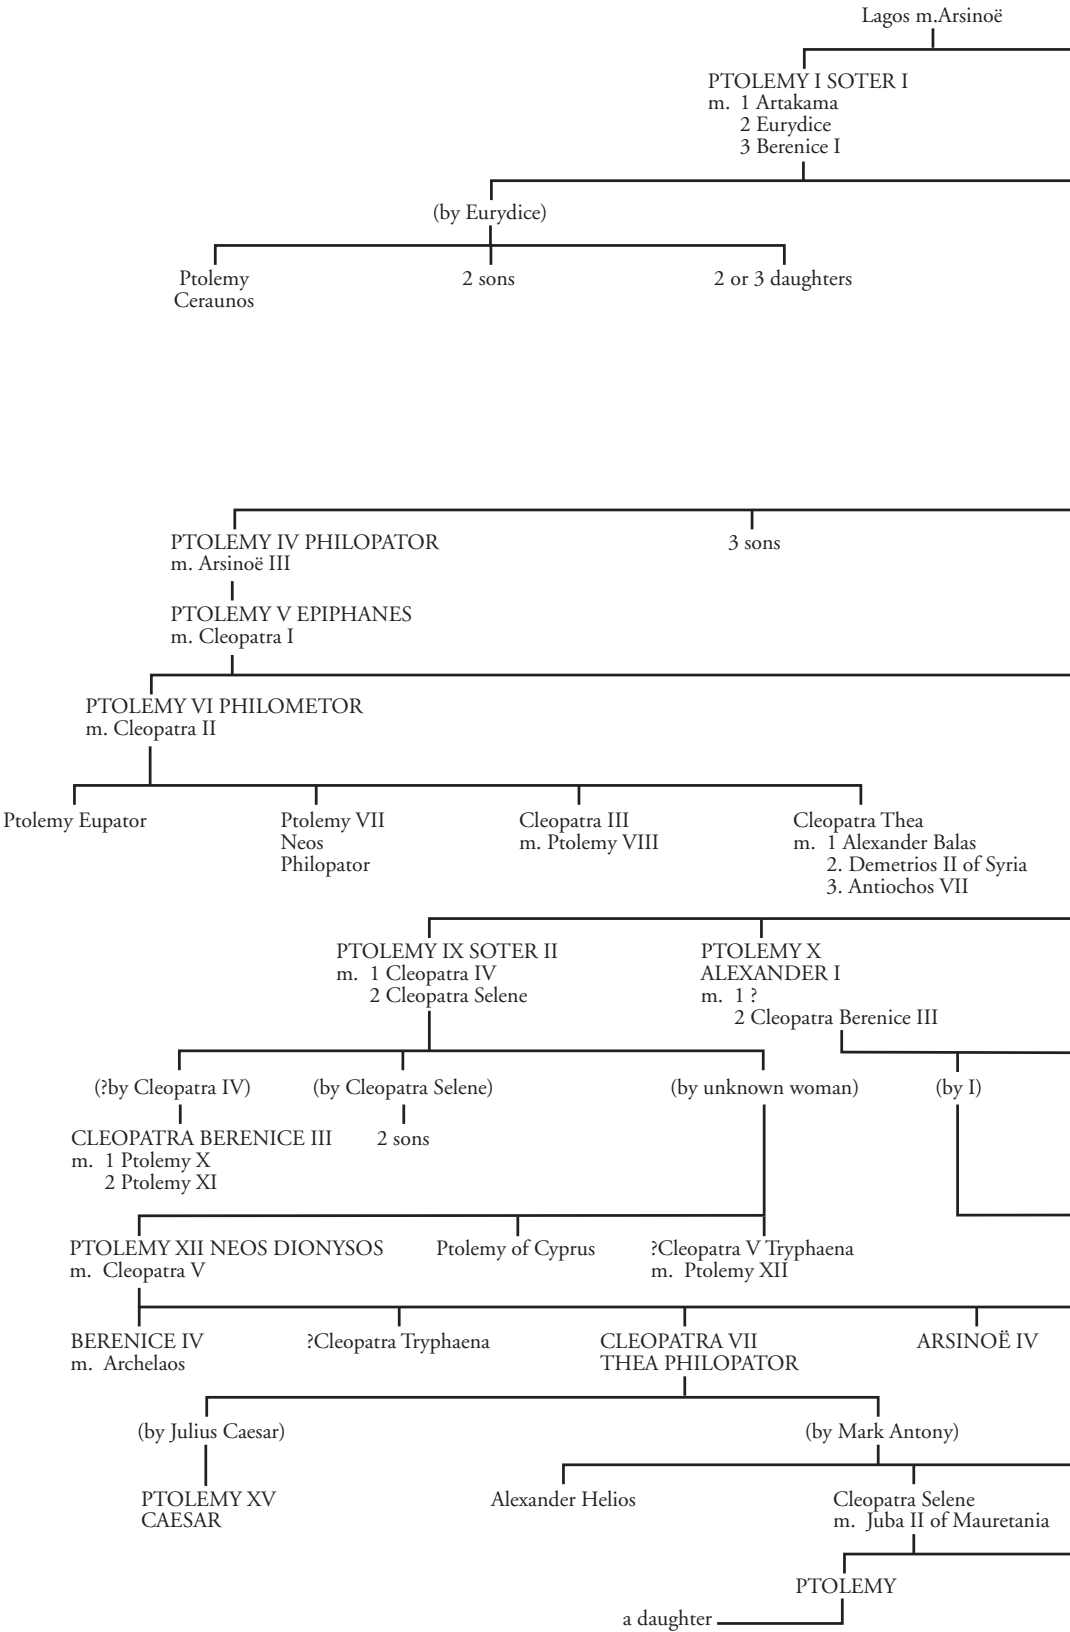 Lagos m.Arsinoë
PTOLEMY I SOTER I
m. 1 Artakama
2 Eurydice
3 Berenice I
(by Eurydice)
Ptolemy
Ceraunos
2 sons
2 or 3 daughters
PTOLEMY IV PHILOPATOR
m. Arsinoë III
3 sons
PTOLEMY V EPIPHANES
m. Cleopatra I
PTOLEMY VI PHILOMETOR
m. Cleopatra II
Ptolemy Eupator
Ptolemy VII
Neos
Philopator
Cleopatra III
m. Ptolemy VIII
Cleopatra Thea
m. 1 Alexander Balas
2. Demetrios II of Syria
3. Antiochos VII
PTOLEMY IX SOTER II
m. 1 Cleopatra IV
2 Cleopatra Selene
PTOLEMY X
ALEXANDER I
m. 1 ?
2 Cleopatra Berenice III
(?by Cleopatra IV)
(by Cleopatra Selene)
(by unknown woman)
(by I)
CLEOPATRA BERENICE III
m. 1 Ptolemy X
2 Ptolemy XI
2 sons
PTOLEMY XII NEOS DIONYSOS
m. Cleopatra V
Ptolemy of Cyprus
?Cleopatra V Tryphaena
m. Ptolemy XII
BERENICE IV
m. Archelaos
?Cleopatra Tryphaena
CLEOPATRA VII
THEA PHILOPATOR
ARSINOË IV
(by Julius Caesar)
(by Mark Antony)
PTOLEMY XV
CAESAR
Alexander Helios
Cleopatra Selene
m. Juba II of Mauretania
PTOLEMY
a daughter